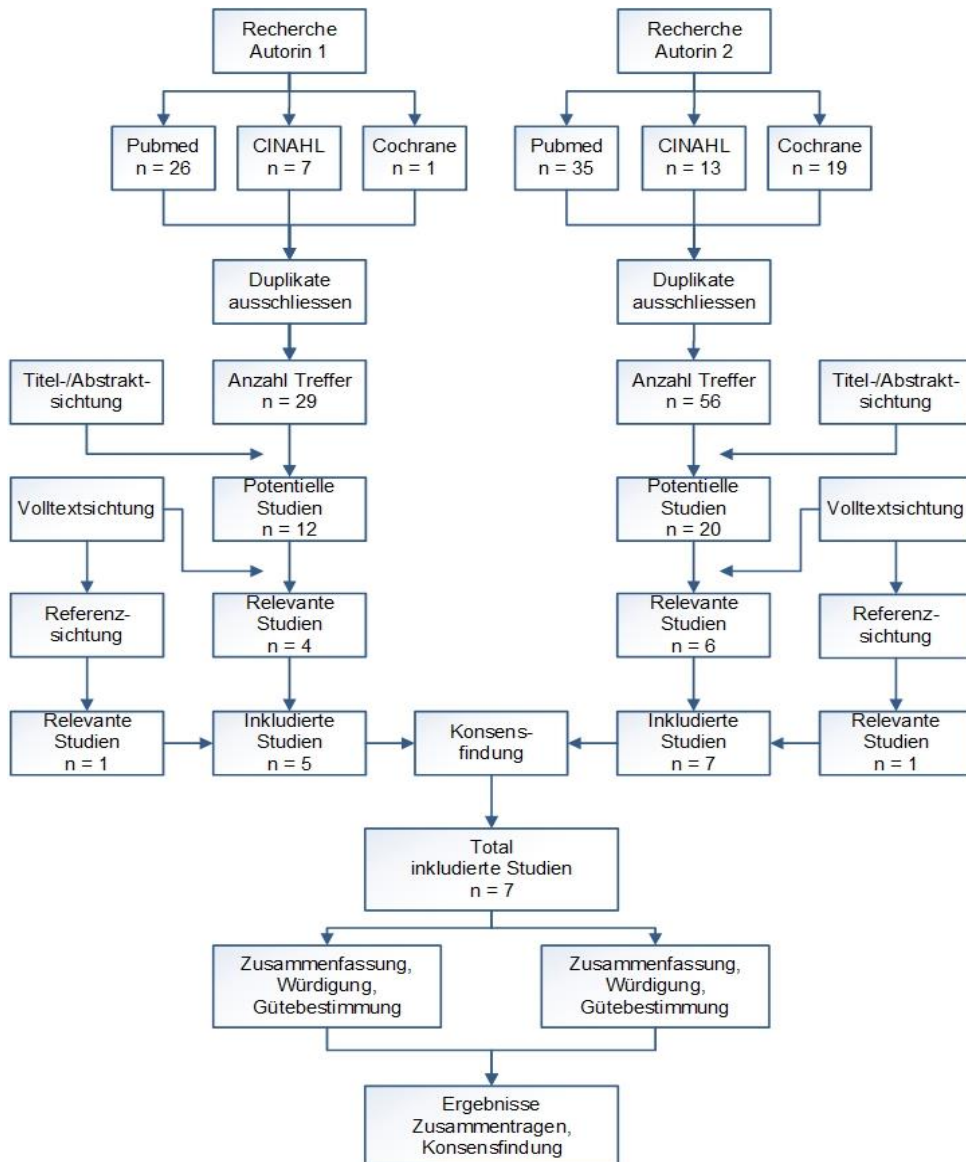 Recherche
Autorin 1
Recherche
Autorin 2
Pubmed
n = 26
CINAHL
n = 7
Cochrane
n = 1
Pubmed
n = 35
CINAHL
n = 13
Cochrane
n = 19
Duplikate
ausschliessen
Duplikate
ausschliessen
Titel-/Abstrakt-
sichtung
Anzahl Treffer
n = 29
Anzahl Treffer
n = 56
Titel-/Abstrakt-
sichtung
Volltextsichtung
Potentielle
Studien
n = 12
Potentielle
Studien
n = 20
Volltextsichtung
Referenz-
sichtung
Relevante
Studien
n = 4
Relevante
Studien
n = 6
Referenz-
sichtung
Relevante
Studien
n = 1
Inkludierte
Studien
n = 5
Konsens-
findung
Inkludierte
Studien
n = 7
Relevante
Studien
n = 1
Total
inkludierte Studien
n = 7
Zusammenfassung,
Würdigung,
Gütebestimmung
Zusammenfassung,
Würdigung,
Gütebestimmung
Ergebnisse
Zusammentragen,
Konsensfindung